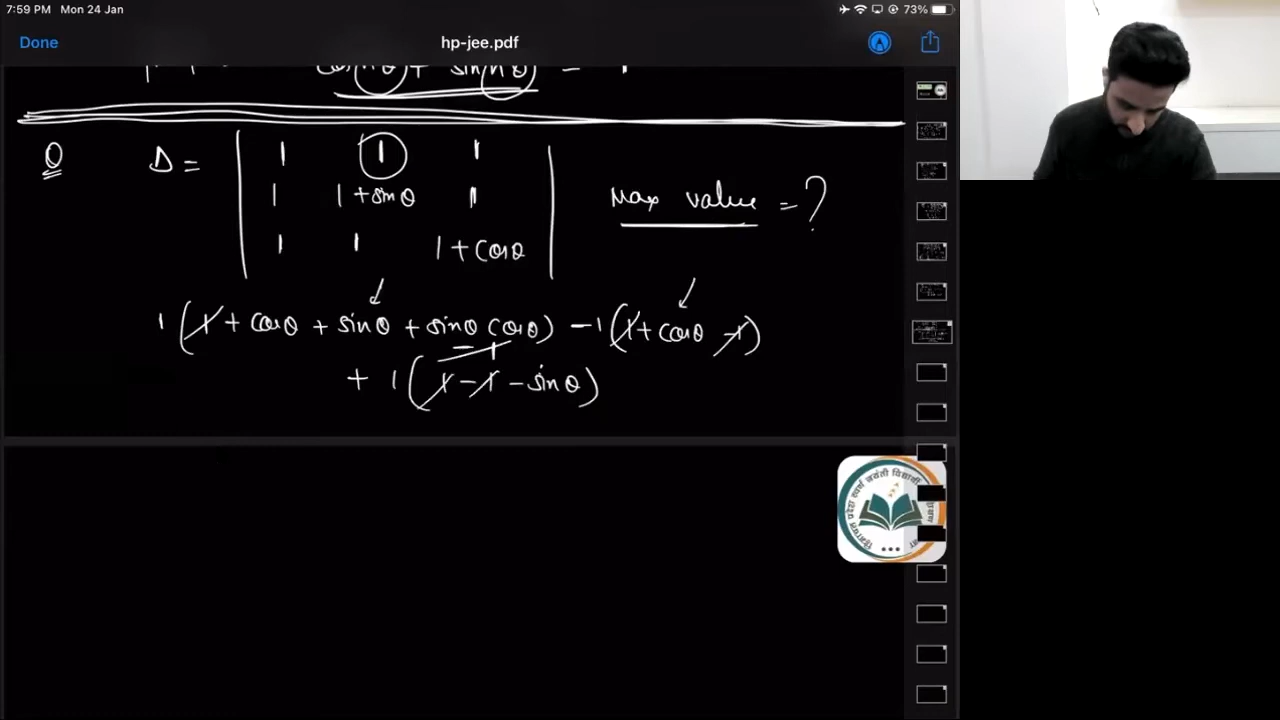 7:59 PM Mon 24 Jan 73%
Done hp-jee.pdf
cos(nθ) + sin(nθ) =
Q Δ = | 1 1 1 |
| 1 1+sinθ 1 | Max value = ?
| 1 1 1+cosθ |
1 (1 + cosθ + sinθ + sinθ cosθ) - 1 (1 + cosθ - 1)
+ 1 (1 - 1 - sinθ)